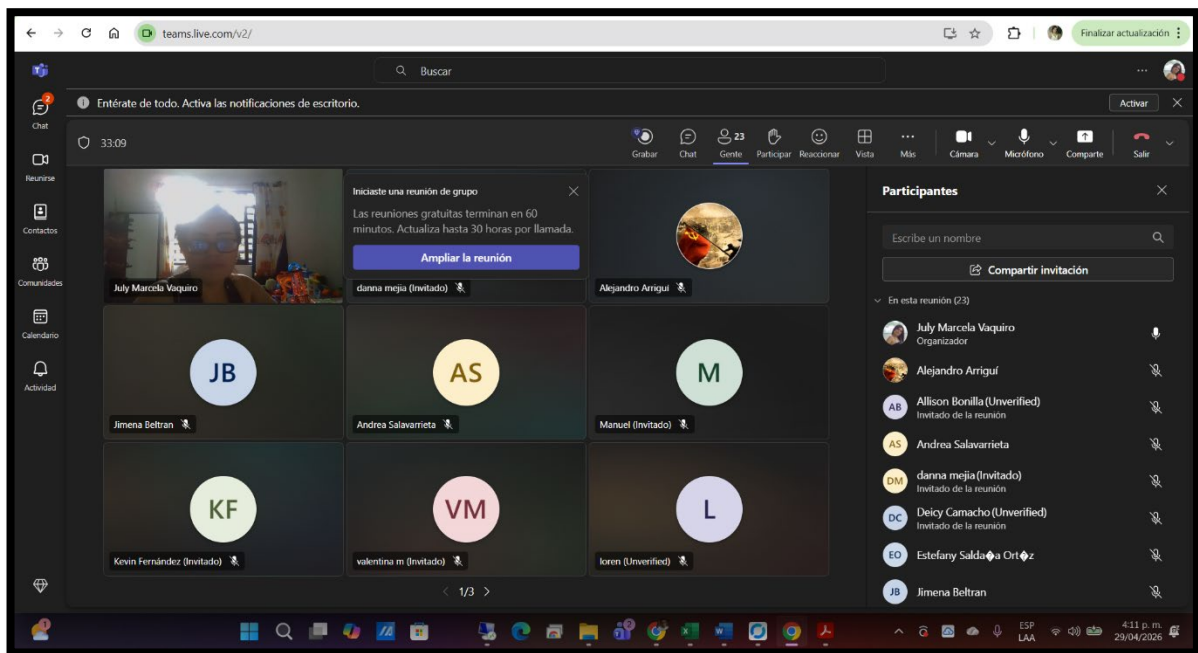 teams.live.com/v2/
Finalizar actualización
Buscar
2
Chat
Reunirse
Contactos
Comunidades
Calendario
Actividad
Entérate de todo. Activa las notificaciones de escritorio.
Activar
33:09
Grabar
Chat
23
Gente
Participar
Reaccionar
Vista
Más
Cámara
Micrófono
Comparte
Salir
July Marcela Vaquiro
Iniciaste una reunión de grupo
Las reuniones gratuitas terminan en 60
minutos. Actualiza hasta 30 horas por llamada.
Ampliar la reunión
danna mejia (Invitado)
Alejandro Arriguí
JB
Jimena Beltran
AS
Andrea Salavarrieta
M
Manuel (Invitado)
KF
Kevin Fernández (Invitado)
VM
valentina m (Invitado)
L
loren (Unverified)
1/3
Participantes
Escribe un nombre
Compartir invitación
En esta reunión (23)
July Marcela Vaquiro
Organizador
Alejandro Arriguí
AB
Allison Bonilla (Unverified)
Invitado de la reunión
AS
Andrea Salavarrieta
DM
danna mejia (Invitado)
Invitado de la reunión
DC
Deicy Camacho (Unverified)
Invitado de la reunión
EO
Estefany Salda�a Ort�z
JB
Jimena Beltran
ESP
LAA
4:11 p. m.
29/04/2026